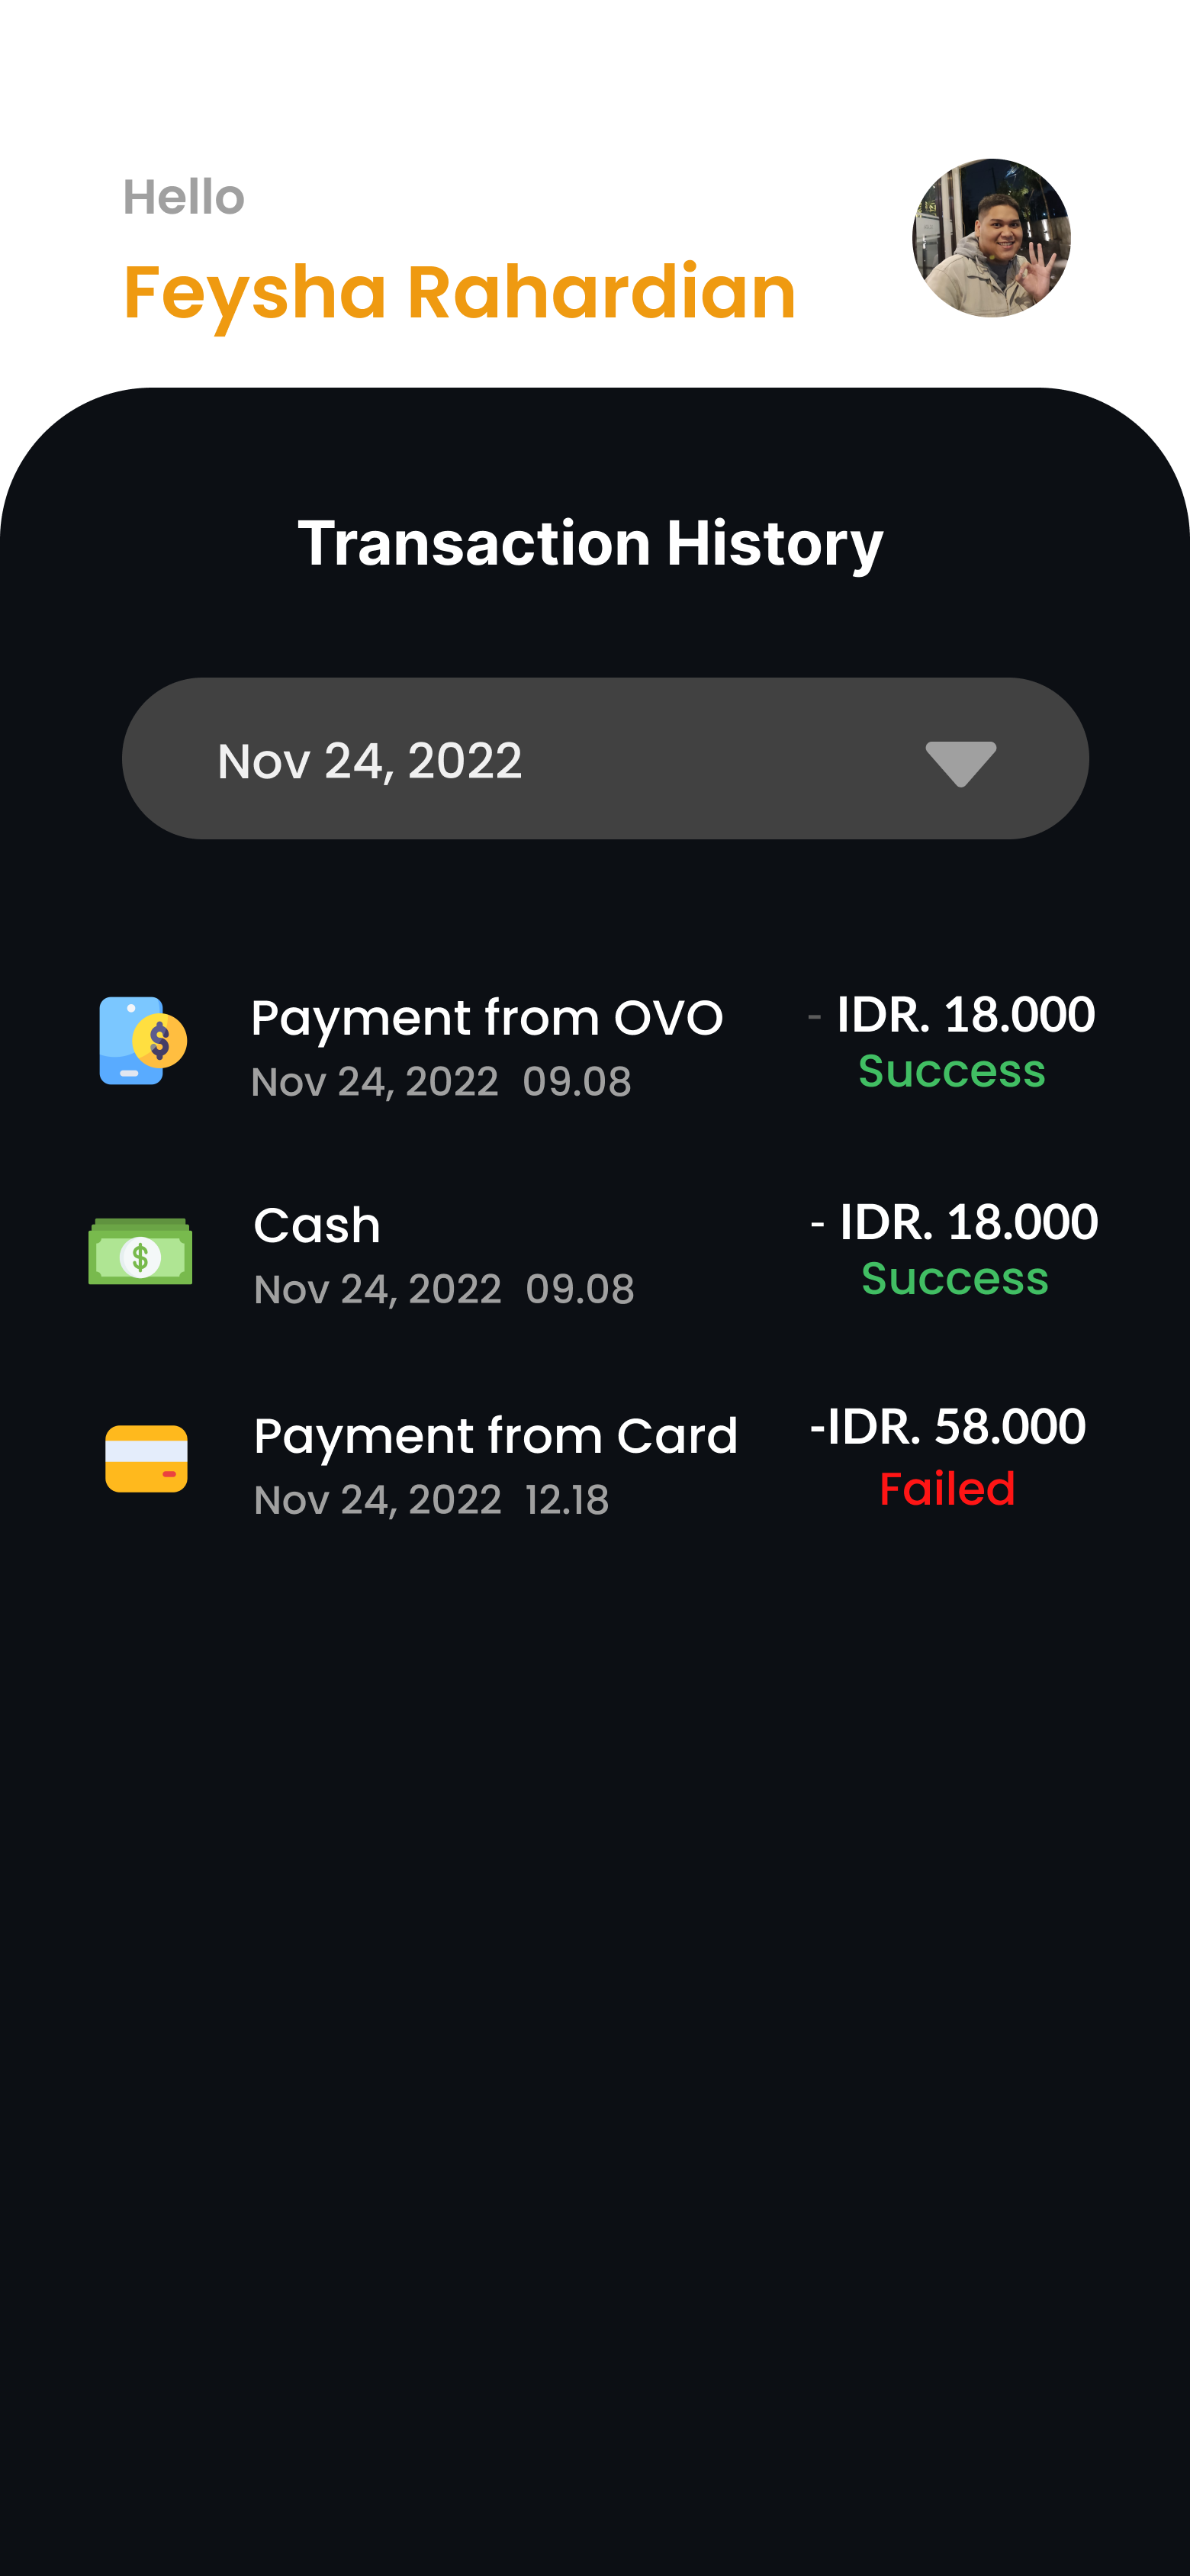 Hello
Feysha Rahardian
Transaction History
Nov 24, 2022
Payment from OVO
- IDR. 18.000
Nov 24, 2022 09.08
Success
Cash
- IDR. 18.000
Nov 24, 2022 09.08
Success
Payment from Card
-IDR. 58.000
Nov 24, 2022 12.18
Failed